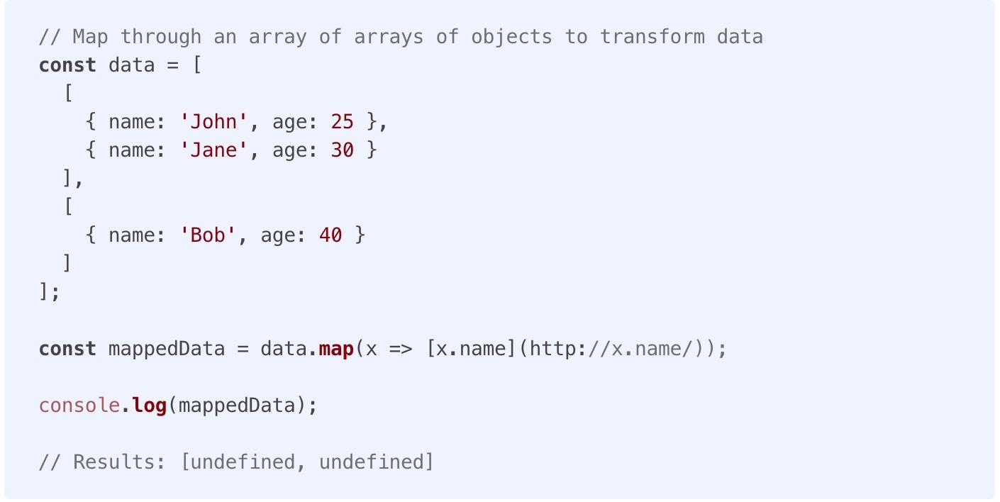 // Map through an array of arrays of objects to transform data
const data = [
  [
    { name: 'John', age: 25 },
    { name: 'Jane', age: 30 }
  ],
  [
    { name: 'Bob', age: 40 }
  ]
];

const mappedData = data.map(x => [x.name](http://x.name/));

console.log(mappedData);

// Results: [undefined, undefined]